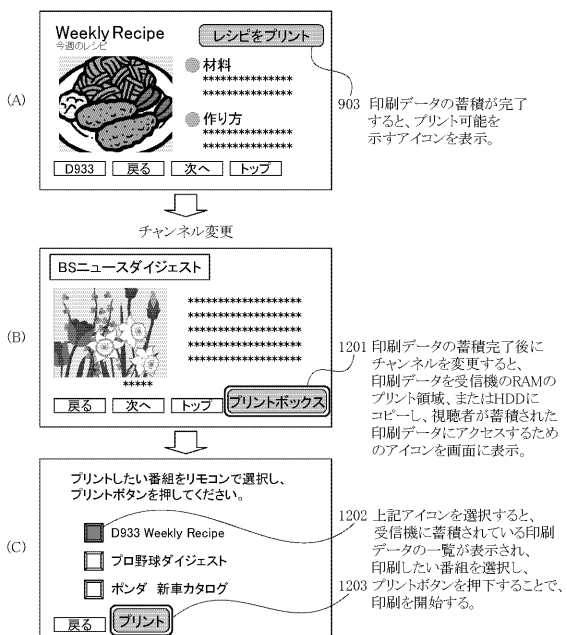 (A)
Weekly Recipe
今週のレシピ
レシピをプリント
材料
**************
**************
作り方
**************
**************
D933 戻る 次へ トップ
903 印刷データの蓄積が完了
すると、プリント可能を
示すアイコンを表示。
チャンネル変更
(B)
BSニュースダイジェスト
*****************
*****************
*****************
*****************
*****************
*****
戻る 次へ トップ プリントボックス
1201 印刷データの蓄積完了後に
チャンネルを変更すると、
印刷データを受信機のRAMの
プリント領域、またはHDDに
コピーし、視聴者が蓄積された
印刷データにアクセスするため
のアイコンを画面に表示。
(C)
プリントしたい番組をリモコンで選択し、
プリントボタンを押してください。
D933 Weekly Recipe
プロ野球ダイジェスト
ポンダ 新車カタログ
戻る プリント
1202 上記アイコンを選択すると、
受信機に蓄積されている印刷
データの一覧が表示され、
印刷したい番組を選択し、
1203 プリントボタンを押下することで、
印刷を開始する。